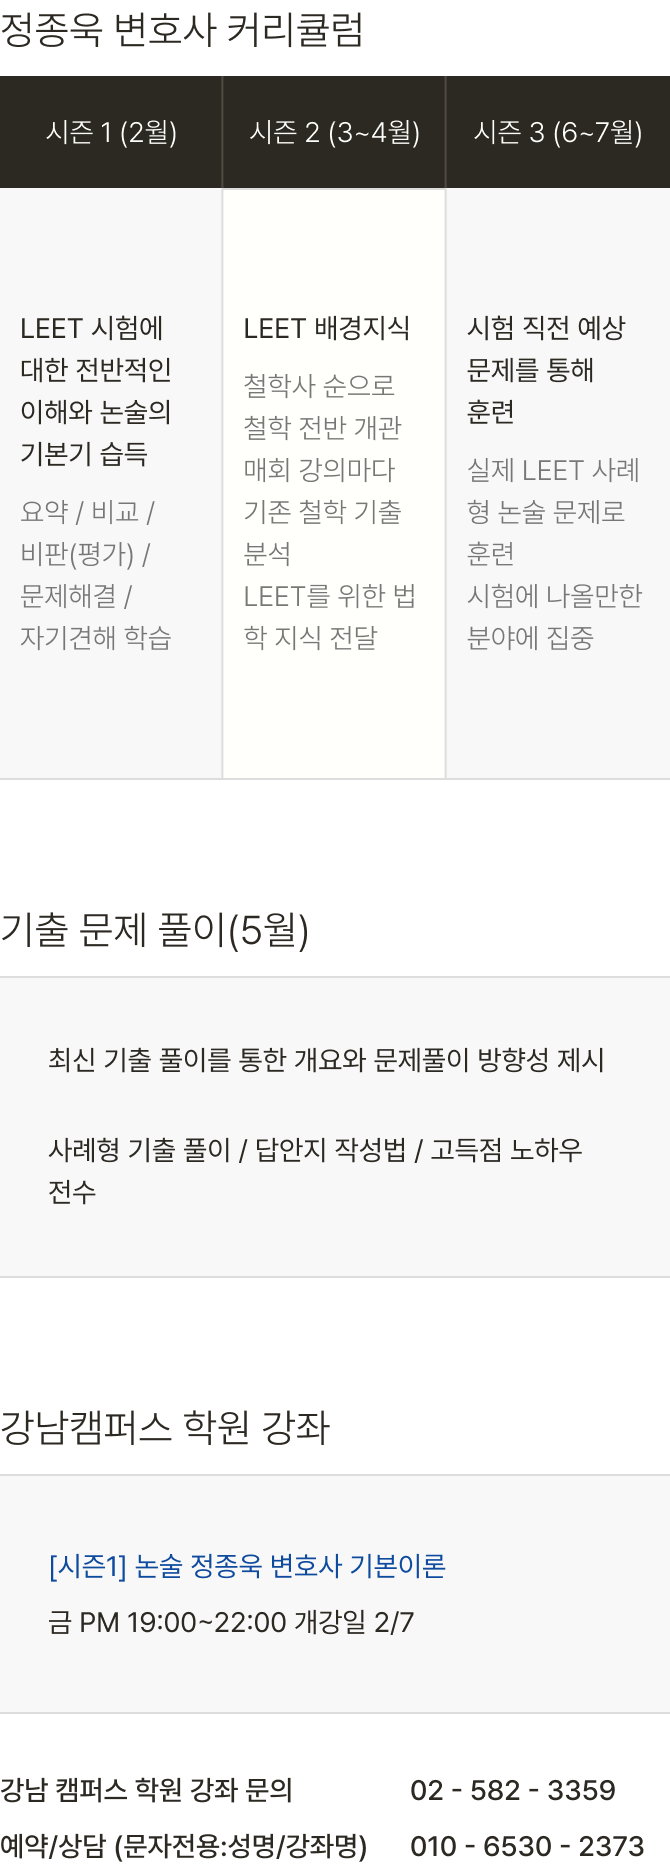 정종욱 변호사 커리큘럼
시즌 1 (2월)
시즌 2 (3~4월)
시즌 3 (6~7월)
LEET 시험에
대한 전반적인
이해와 논술의
기본기 습득
요약 / 비교 /
비판(평가) /
문제해결 /
자기견해 학습
LEET 배경지식
철학사 순으로
철학 전반 개관
매회 강의마다
기존 철학 기출
분석
LEET를 위한 법
학 지식 전달
시험 직전 예상
문제를 통해
훈련
실제 LEET 사례
형 논술 문제로
훈련
시험에 나올만한
분야에 집중
기출 문제 풀이(5월)
최신 기출 풀이를 통한 개요와 문제풀이 방향성 제시
사례형 기출 풀이 / 답안지 작성법 / 고득점 노하우
전수
강남캠퍼스 학원 강좌
[시즌1] 논술 정종욱 변호사 기본이론
금 PM 19:00~22:00 개강일 2/7
강남 캠퍼스 학원 강좌 문의 02 - 582 - 3359
예약/상담 (문자전용:성명/강좌명) 010 - 6530 - 2373